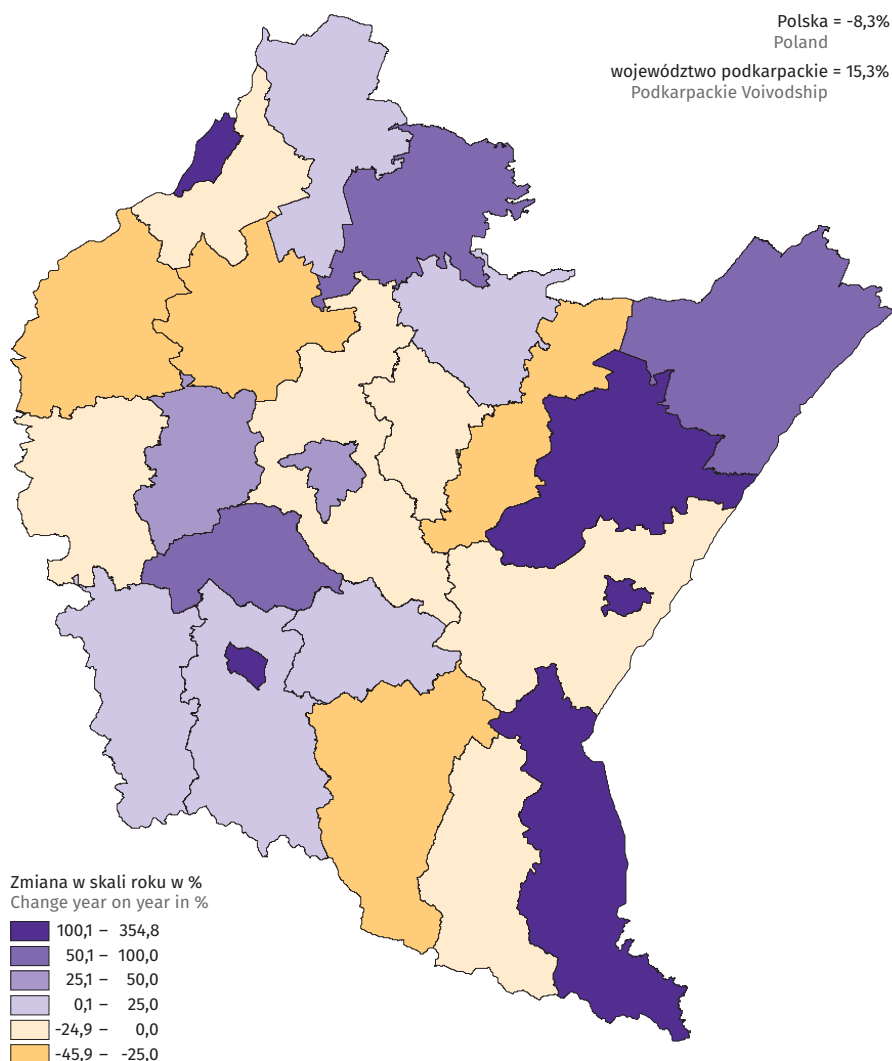 Polska = -8,3%
Poland
województwo podkarpackie = 15,3%
Podkarpackie Voivodship
Zmiana w skali roku w %
Change year on year in %
100,1 – 354,8
50,1 – 100,0
25,1 – 50,0
0,1 – 25,0
-24,9 – 0,0
-45,9 – -25,0